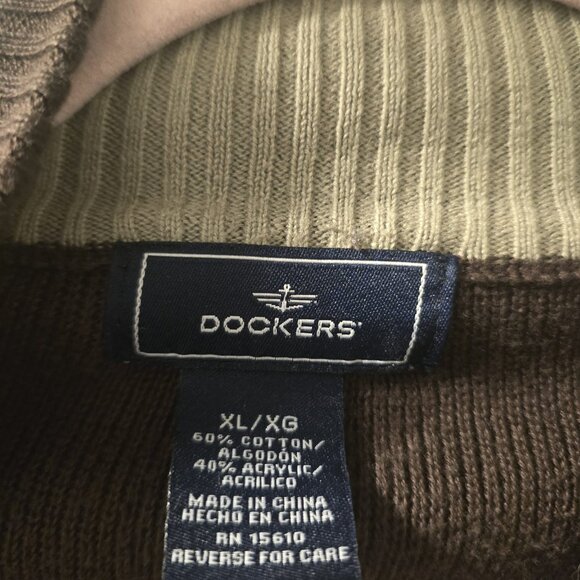 DOCKERS
XL/XG
60% COTTON/
ALGODÓN
40% ACRYLIC/
ACRILICO
MADE IN CHINA
HECHO EN CHINA
RN 15610
REVERSE FOR CARE